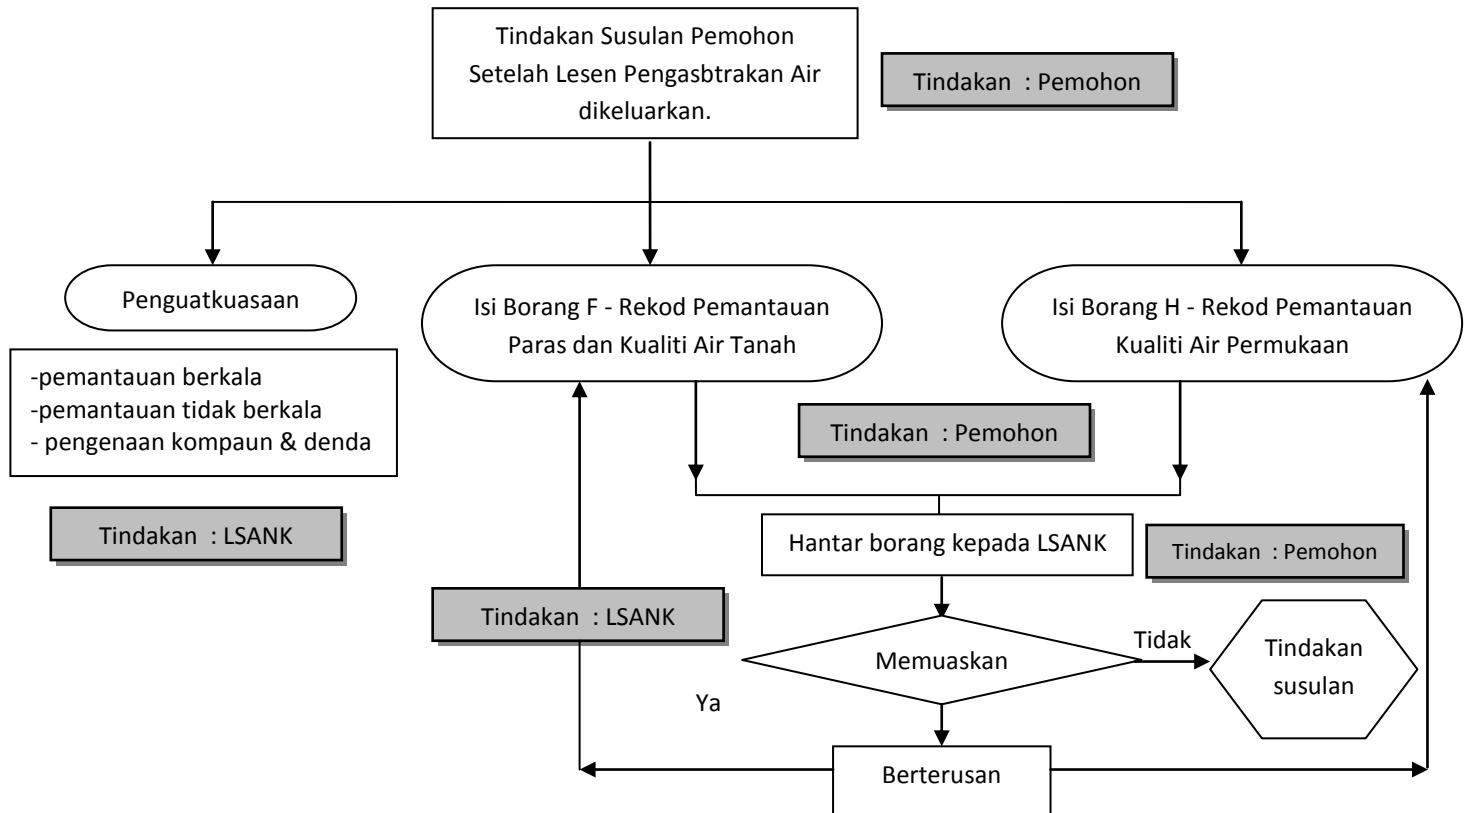 Tindakan Susulan Pemohon
Setelah Lesen Pengasbtrakan Air
dikeluarkan.
Tindakan : Pemohon
Penguatkuasaan
Isi Borang F - Rekod Pemantauan
Paras dan Kualiti Air Tanah
Isi Borang H - Rekod Pemantauan
Kualiti Air Permukaan
-pemantauan berkala
-pemantauan tidak berkala
- pengenaan kompaun & denda
Tindakan : Pemohon
Tindakan : LSANK
Hantar borang kepada LSANK
Tindakan : Pemohon
Tindakan : LSANK
Memuaskan
Tidak
Tindakan
susulan
Ya
Berterusan